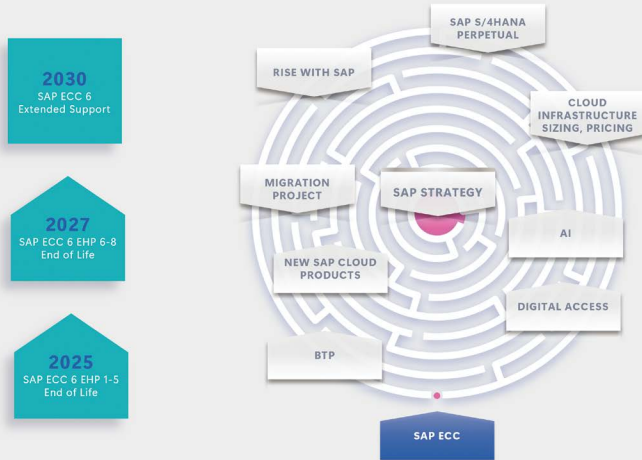 2030
SAP ECC 6
Extended Support
2027
SAP ECC 6 EHP 6-8
End of Life
2025
SAP ECC 6 EHP 1-5
End of Life
SAP S/4HANA
PERPETUAL
RISE WITH SAP
CLOUD
INFRASTRUCTURE
SIZING, PRICING
MIGRATION
PROJECT
SAP STRATEGY
AI
NEW SAP CLOUD
PRODUCTS
DIGITAL ACCESS
BTP
SAP ECC